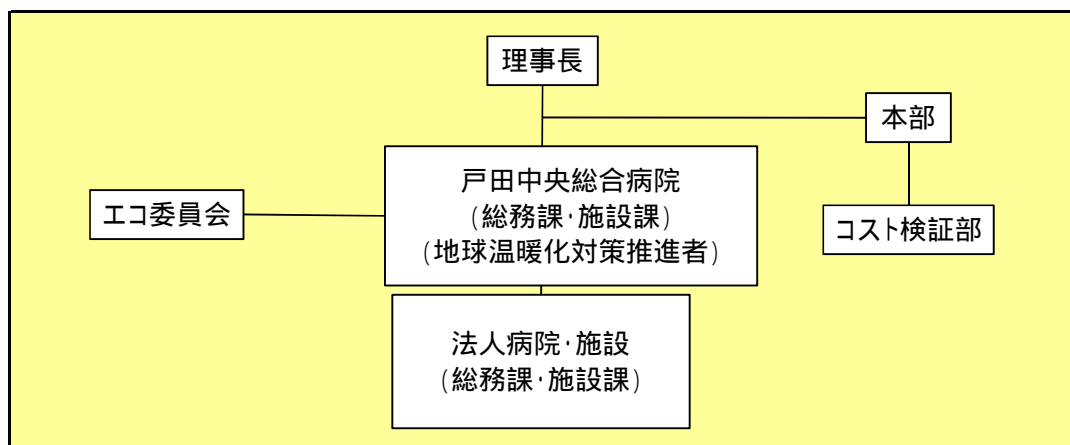 理事長
本部
戸田中央総合病院
(総務課･施設課)
(地球温暖化対策推進者)
エコ委員会
コスト検証部
法人病院･施設
(総務課･施設課)